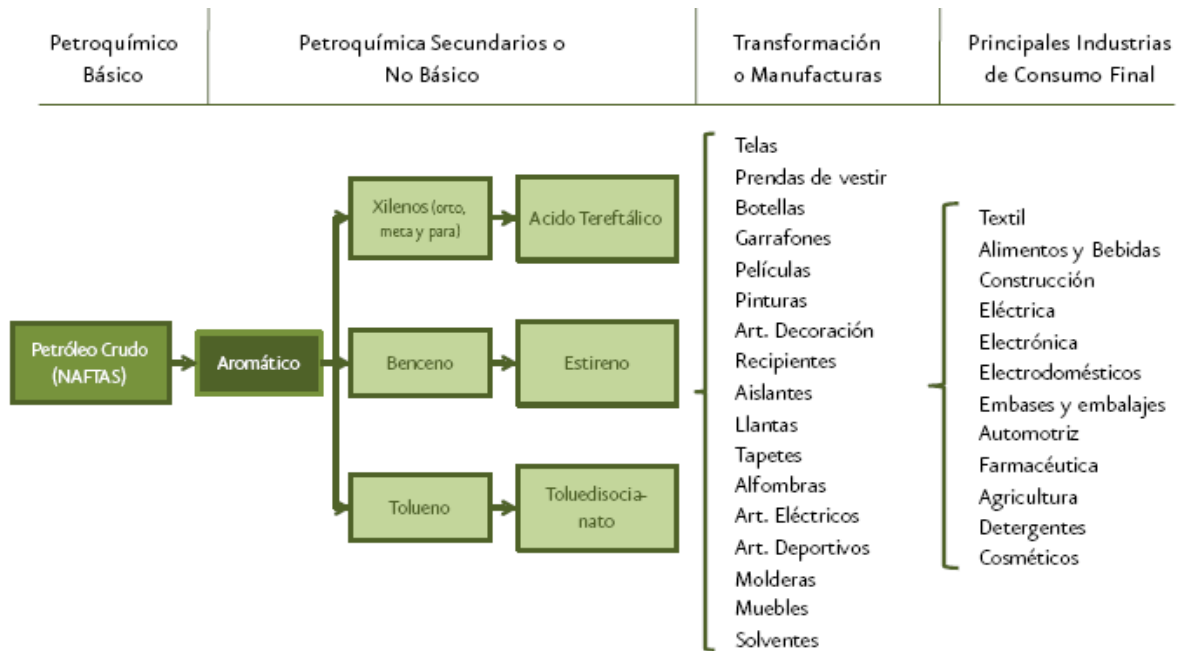 Petroquímico
Básico
Petroquímica Secundarios o
No Básico
Transformación
o Manufacturas
Principales Industrias
de Consumo Final
Petróleo Crudo
(NAFTAS)
Aromático
Xilenos (orto,
meta y para)
Acido Tereftálico
Benceno
Estireno
Tolueno
Toluedisocia-
nato
Telas
Prendas de vestir
Botellas
Garrafones
Películas
Pinturas
Art. Decoración
Recipientes
Aislantes
Llantas
Tapetes
Alfombras
Art. Eléctricos
Art. Deportivos
Molderas
Muebles
Solventes
Textil
Alimentos y Bebidas
Construcción
Eléctrica
Electrónica
Electrodomésticos
Embases y embalajes
Automotriz
Farmacéutica
Agricultura
Detergentes
Cosméticos